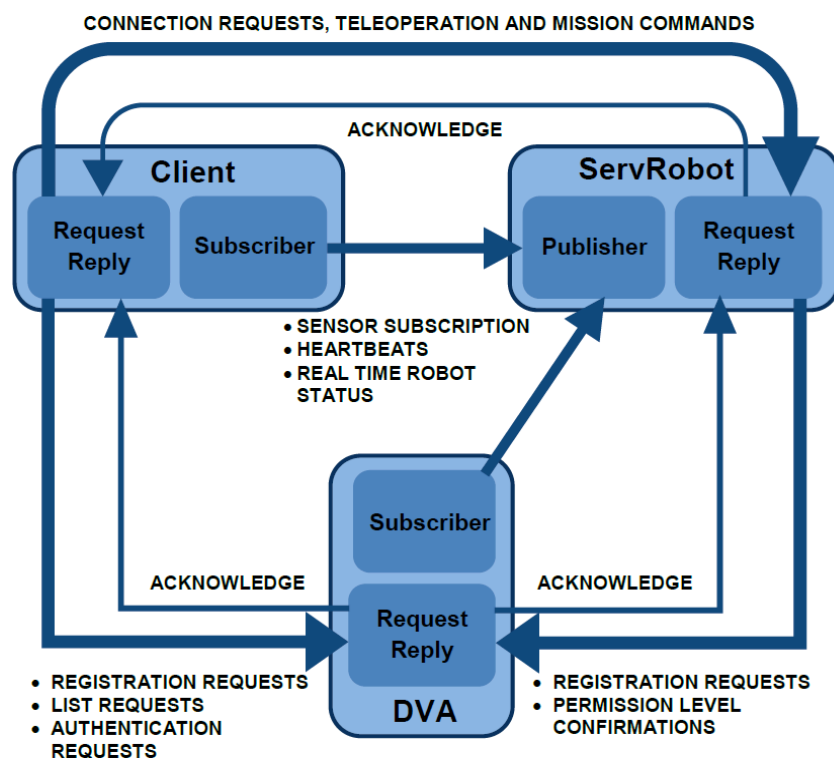 CONNECTION REQUESTS, TELEOPERATION AND MISSION COMMANDS
ACKNOWLEDGE
Client
ServRobot
Request
Reply
Subscriber
Publisher
Request
Reply
• SENSOR SUBSCRIPTION
• HEARTBEATS
• REAL TIME ROBOT
STATUS
Subscriber
ACKNOWLEDGE
ACKNOWLEDGE
Request
Reply
DVA
• REGISTRATION REQUESTS
• LIST REQUESTS
• AUTHENTICATION
REQUESTS
• REGISTRATION REQUESTS
• PERMISSION LEVEL
CONFIRMATIONS